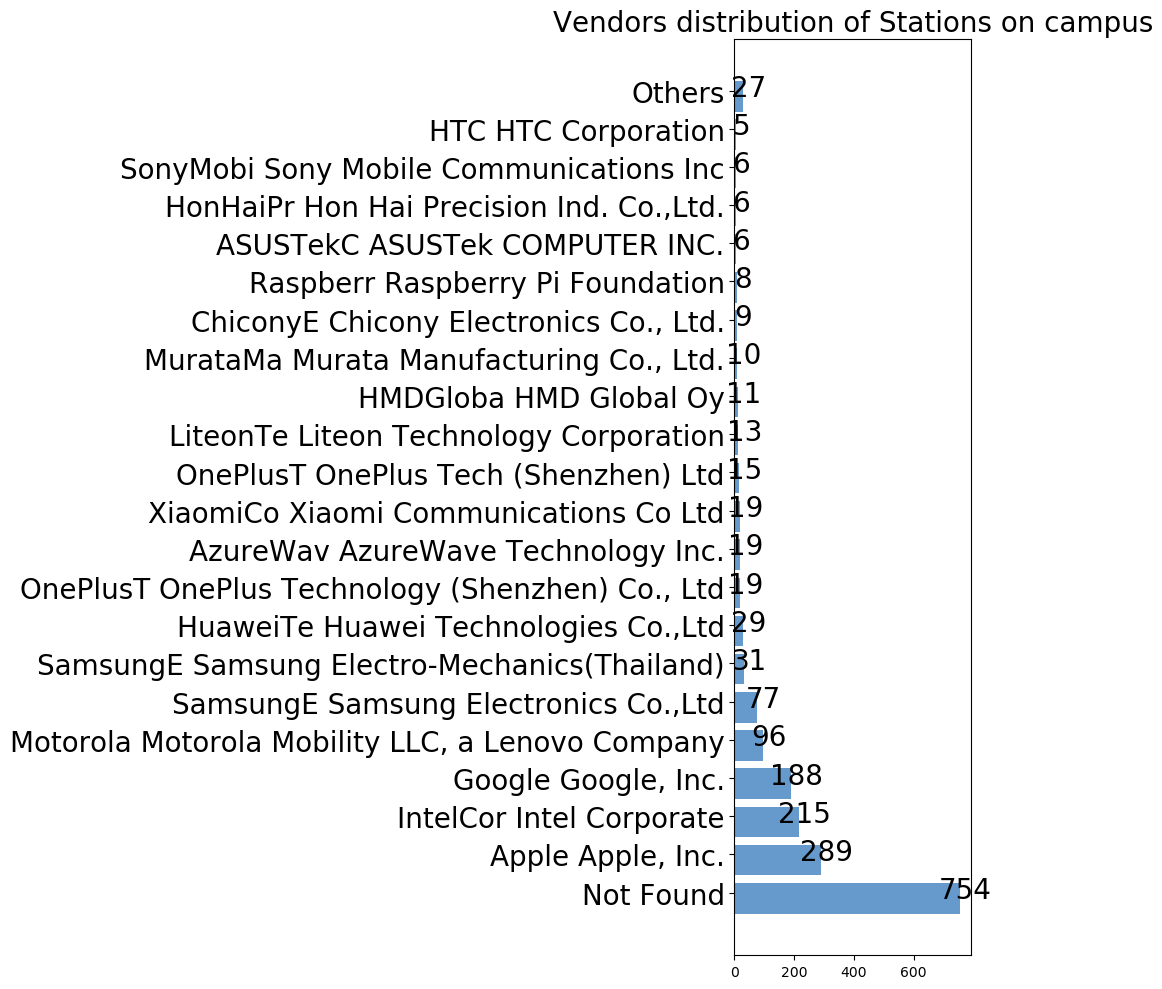 Vendors distribution of Stations on campus
Others 27
HTC HTC Corporation 5
SonyMobi Sony Mobile Communications Inc 6
HonHaiPr Hon Hai Precision Ind. Co.,Ltd. 6
ASUSTekC ASUSTek COMPUTER INC. 6
Raspberr Raspberry Pi Foundation 8
ChiconyE Chicony Electronics Co., Ltd. 9
MurataMa Murata Manufacturing Co., Ltd. 10
HMDGloba HMD Global Oy 11
LiteonTe Liteon Technology Corporation 13
OnePlusT OnePlus Tech (Shenzhen) Ltd 15
XiaomiCo Xiaomi Communications Co Ltd 19
AzureWav AzureWave Technology Inc. 19
OnePlusT OnePlus Technology (Shenzhen) Co., Ltd 19
HuaweiTe Huawei Technologies Co.,Ltd 29
SamsungE Samsung Electro-Mechanics(Thailand) 31
SamsungE Samsung Electronics Co.,Ltd 77
Motorola Motorola Mobility LLC, a Lenovo Company 96
Google Google, Inc. 188
IntelCor Intel Corporate 215
Apple Apple, Inc. 289
Not Found 754
0 200 400 600